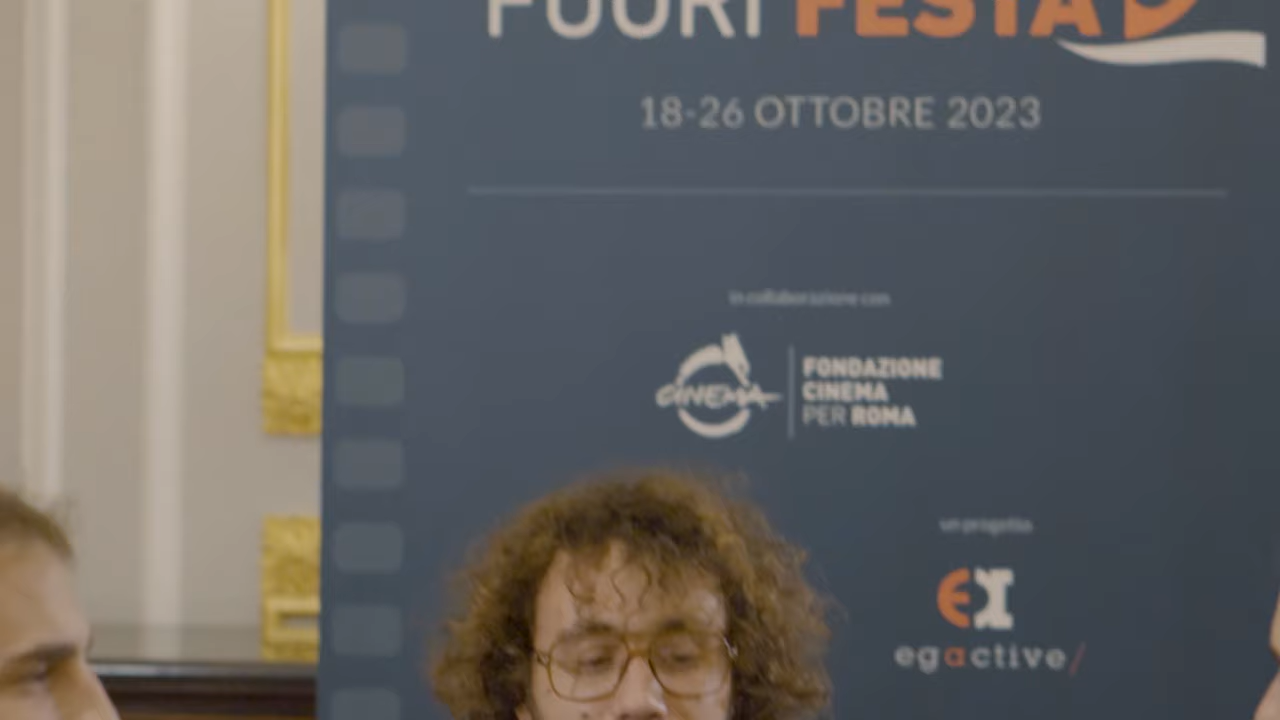 FUORI FESTA
18-26 OTTOBRE 2023
in collaborazione con
CINEMA
FONDAZIONE
CINEMA
PER ROMA
un progetto
egactive/